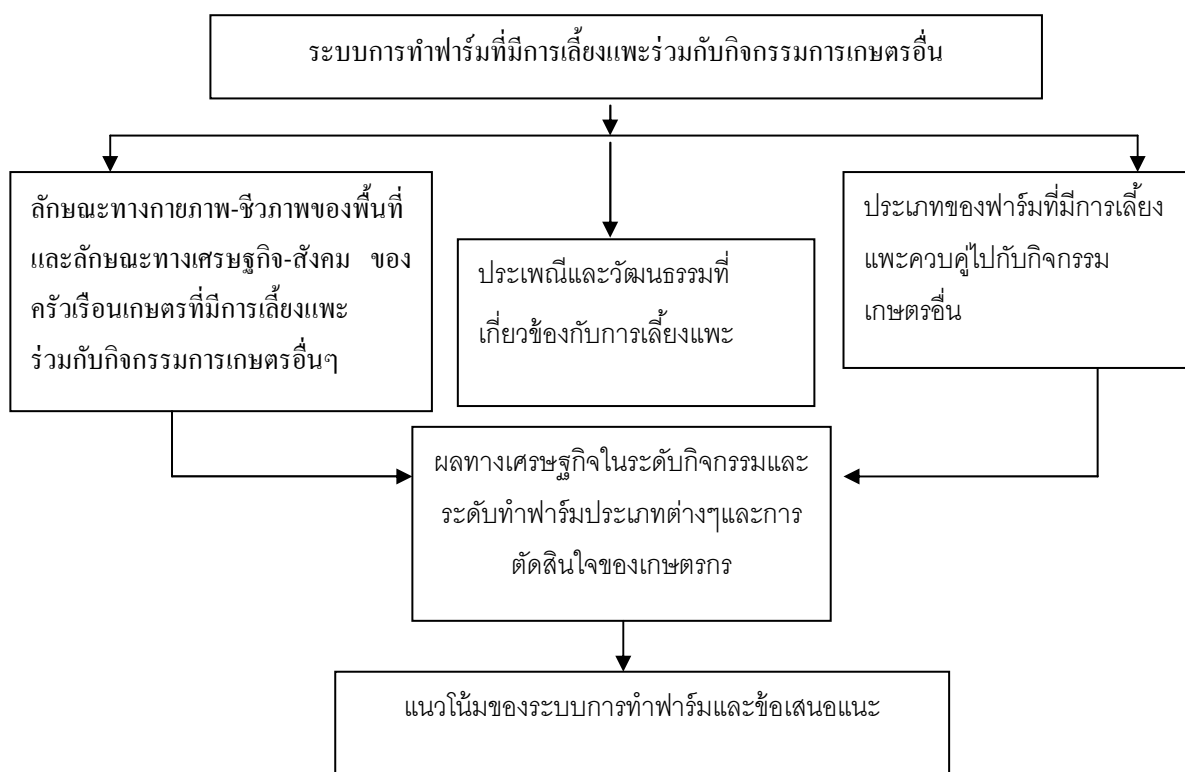 ระบบการทำฟาร์มที่มีการเลี้ยงแพะร่วมกับกิจกรรมการเกษตรอื่น
ลักษณะทางกายภาพ-ชีวภาพของพื้นที่
และลักษณะทางเศรษฐกิจ-สังคม ของ
ครัวเรือนเกษตรที่มีการเลี้ยงแพะ
ร่วมกับกิจกรรมการเกษตรอื่นๆ
ประเพณีและวัฒนธรรมที่
เกี่ยวข้องกับการเลี้ยงแพะ
ประเภทของฟาร์มที่มีการเลี้ยง
แพะควบคู่ไปกับกิจกรรม
เกษตรอื่น
ผลทางเศรษฐกิจในระดับกิจกรรมและ
ระดับทำฟาร์มประเภทต่างๆและการ
ตัดสินใจของเกษตรกร
แนวโน้มของระบบการทำฟาร์มและข้อเสนอแนะ